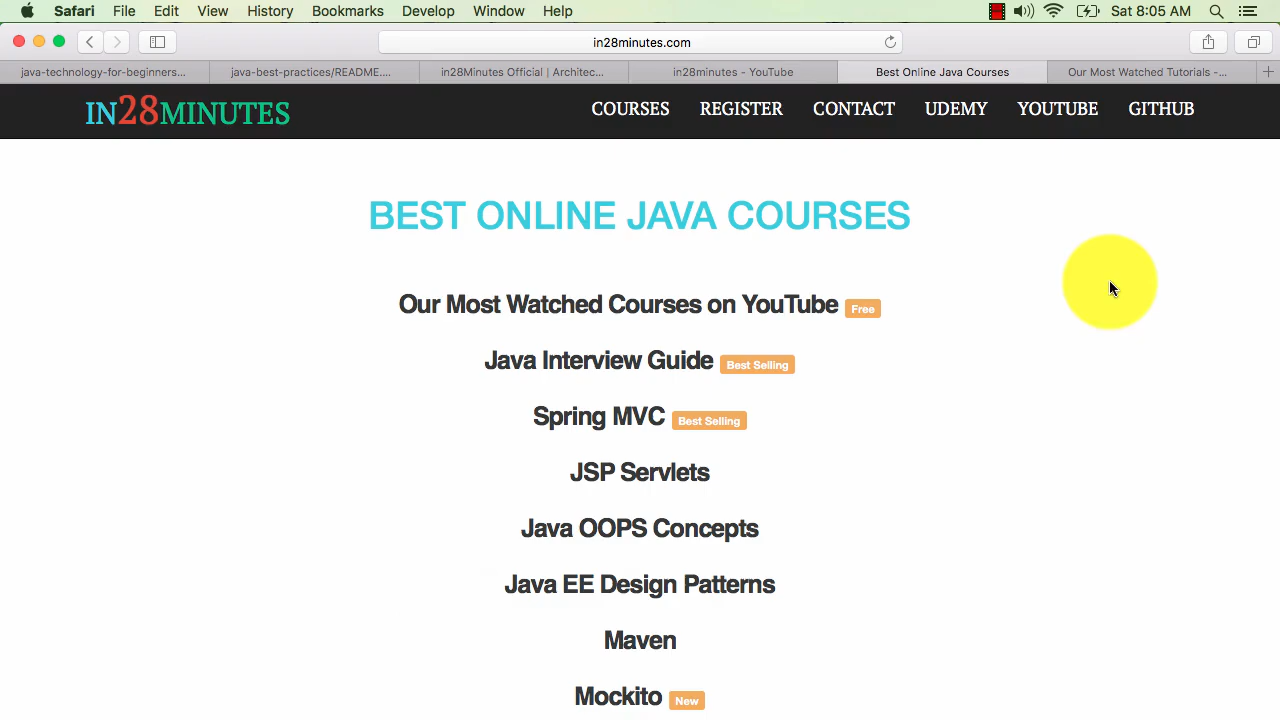 Safari File Edit View History Bookmarks Develop Window Help Sat 8:05 AM
in28minutes.com
java-technology-for-beginners... java-best-practices/README.... in28Minutes Official | Architec... in28minutes - YouTube Best Online Java Courses Our Most Watched Tutorials -...
IN28MINUTES COURSES REGISTER CONTACT UDEMY YOUTUBE GITHUB
BEST ONLINE JAVA COURSES
Our Most Watched Courses on YouTube Free
Java Interview Guide Best Selling
Spring MVC Best Selling
JSP Servlets
Java OOPS Concepts
Java EE Design Patterns
Maven
Mockito New